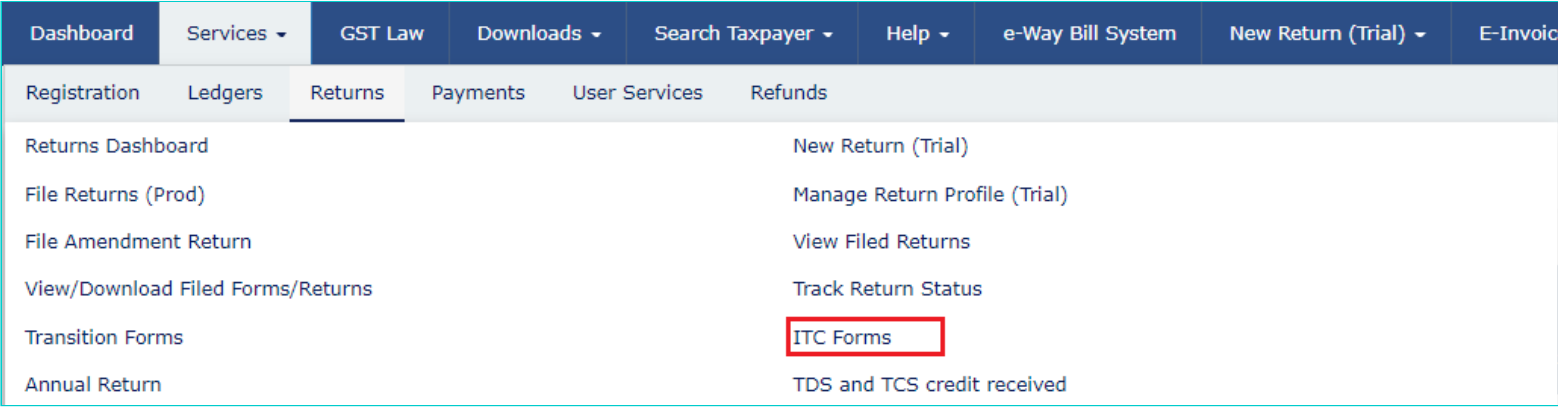 Dashboard Services GST Law Downloads Search Taxpayer Help e-Way Bill System New Return (Trial) E-Invoic
Registration Ledgers Returns Payments User Services Refunds
Returns Dashboard New Return (Trial)
File Returns (Prod) Manage Return Profile (Trial)
File Amendment Return View Filed Returns
View/Download Filed Forms/Returns Track Return Status
Transition Forms ITC Forms
Annual Return TDS and TCS credit received